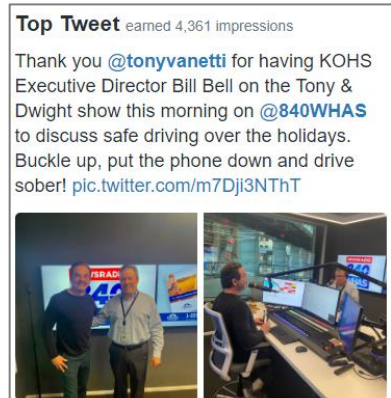 Top Tweet earned 4,361 impressions
Thank you @tonyvanetti for having KOHS
Executive Director Bill Bell on the Tony &
Dwight show this morning on @840WHAS
to discuss safe driving over the holidays.
Buckle up, put the phone down and drive
sober! pic.twitter.com/m7Dji3NThT
840
840
WHAS